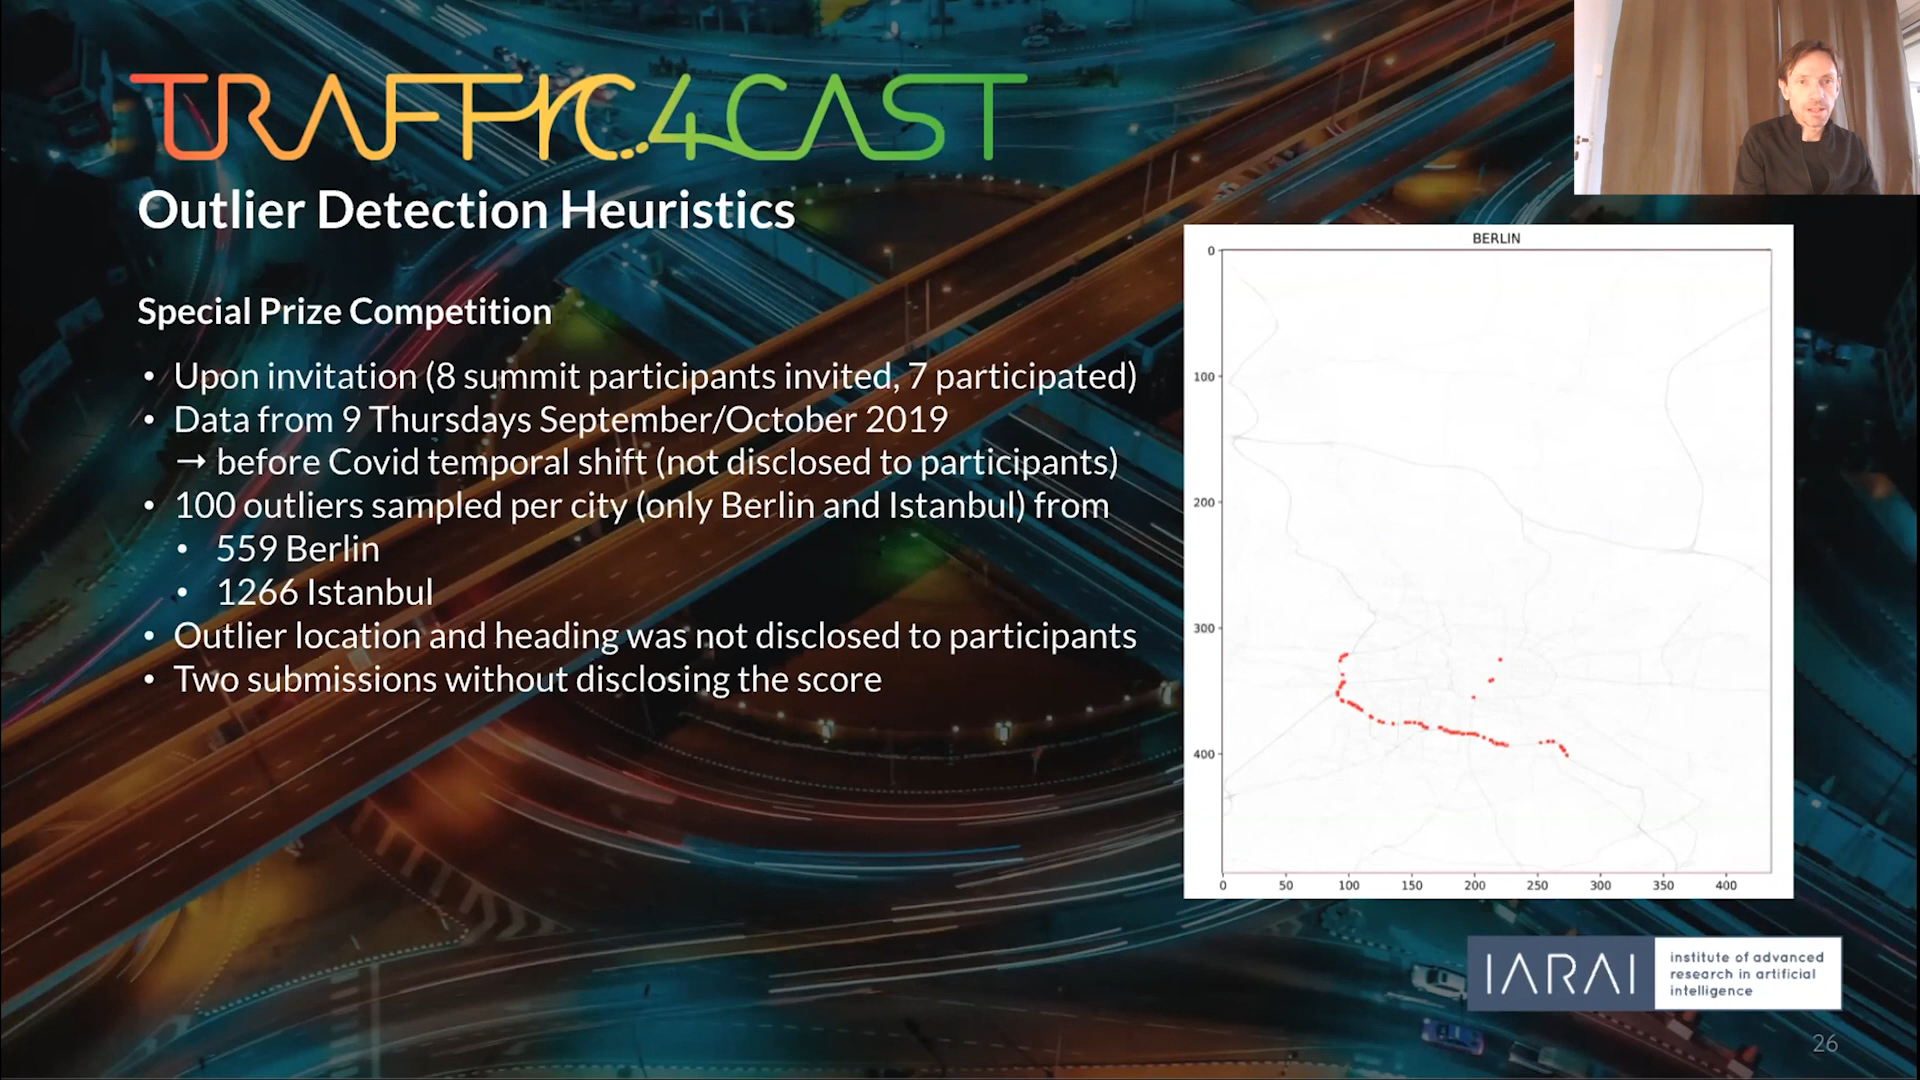 TRAFFIC4CAST
Outlier Detection Heuristics
Special Prize Competition
• Upon invitation (8 summit participants invited, 7 participated)
• Data from 9 Thursdays September/October 2019
→ before Covid temporal shift (not disclosed to participants)
• 100 outliers sampled per city (only Berlin and Istanbul) from
• 559 Berlin
• 1266 Istanbul
• Outlier location and heading was not disclosed to participants
• Two submissions without disclosing the score
BERLIN
0
100
200
300
400
0 50 100 150 200 250 300 350 400
IARAI
institute of advanced
research in artificial
intelligence
26